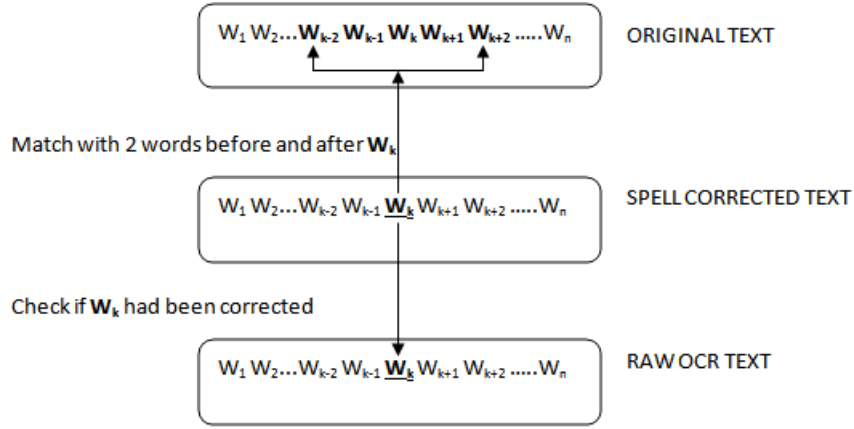 W₁ W₂...Wₖ₋₂ Wₖ₋₁ Wₖ Wₖ₊₁ Wₖ₊₂ .....Wₙ
ORIGINAL TEXT
Match with 2 words before and after Wₖ
W₁ W₂...Wₖ₋₂ Wₖ₋₁ Wₖ Wₖ₊₁ Wₖ₊₂ .....Wₙ
SPELL CORRECTED TEXT
Check if Wₖ had been corrected
W₁ W₂...Wₖ₋₂ Wₖ₋₁ Wₖ Wₖ₊₁ Wₖ₊₂ .....Wₙ
RAW OCR TEXT